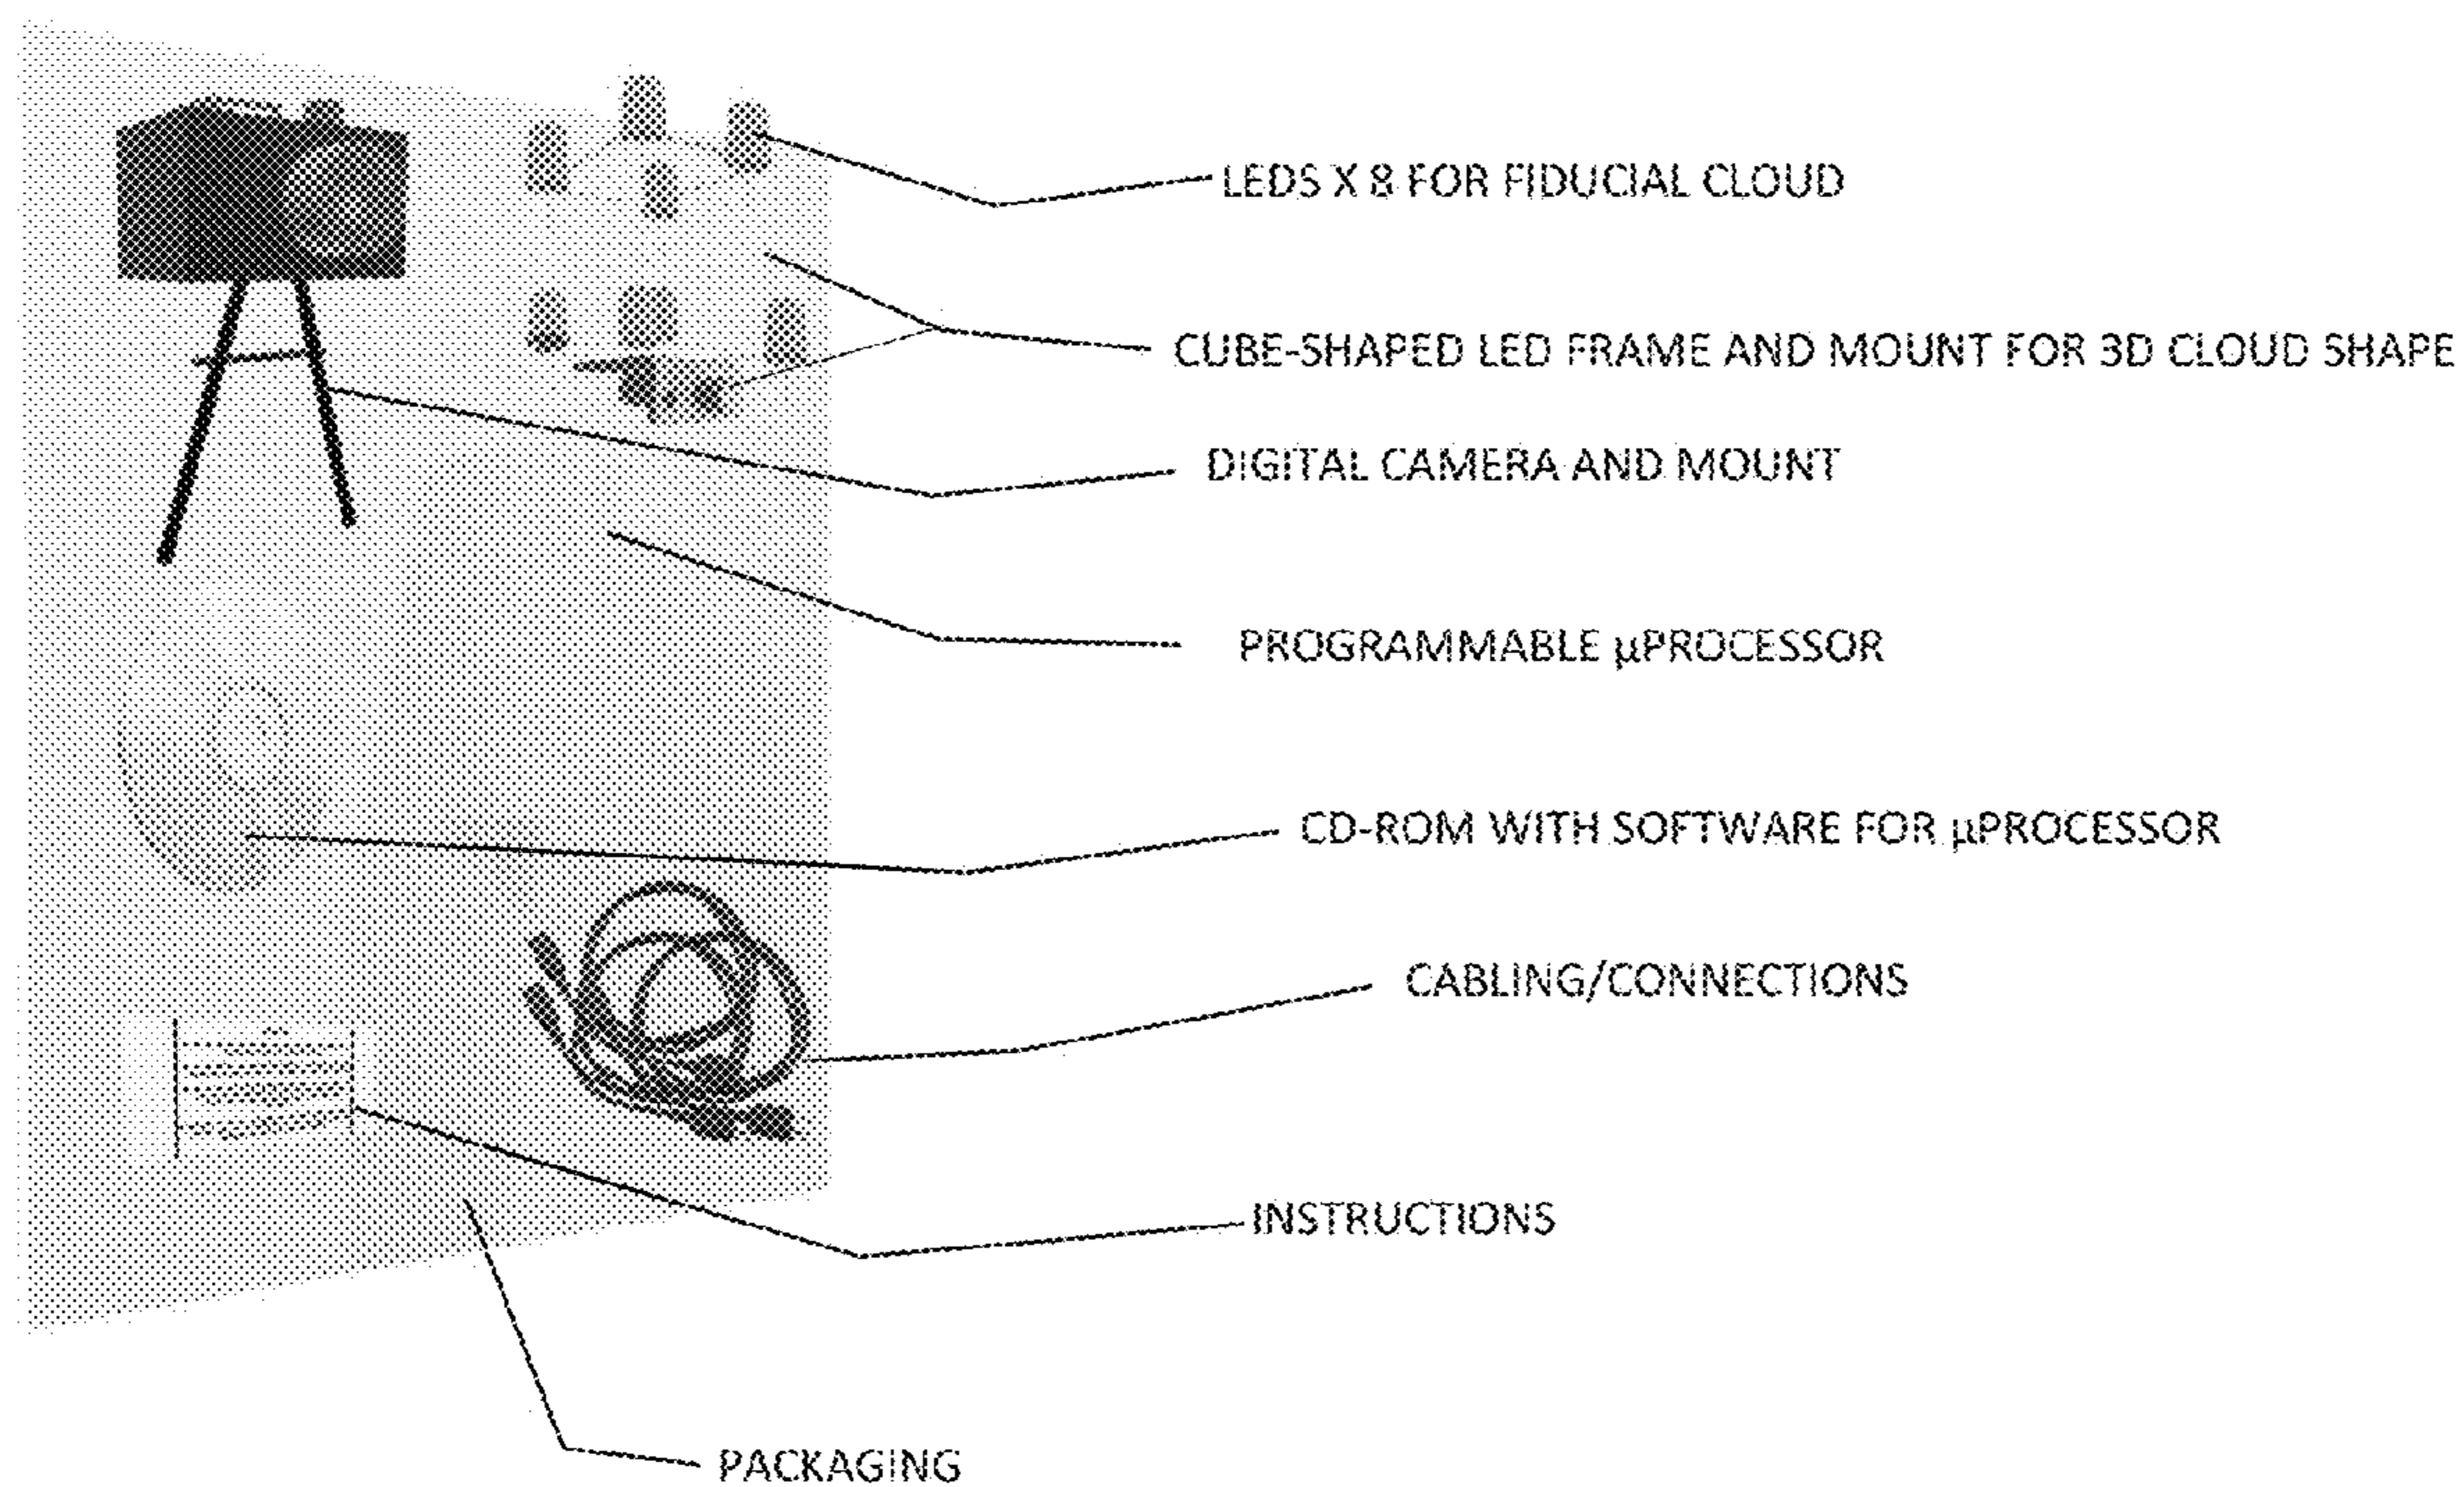 LEDS X 8 FOR FIDUCIAL CLOUD
CUBE-SHAPED LED FRAME AND MOUNT FOR 3D CLOUD SHAPE
DIGITAL CAMERA AND MOUNT
PROGRAMMABLE µPROCESSOR
CD-ROM WITH SOFTWARE FOR µPROCESSOR
CABLING/CONNECTIONS
INSTRUCTIONS
PACKAGING